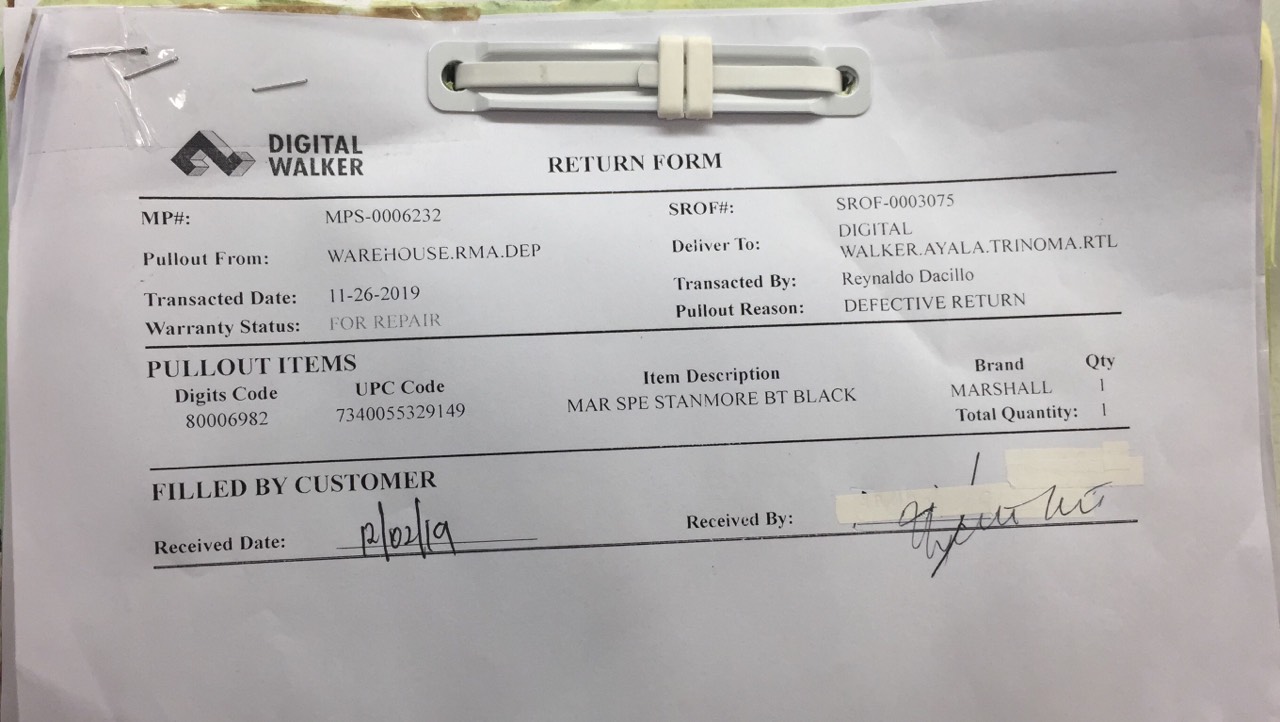 DIGITAL
WALKER
RETURN FORM
MP#: MPS-0006232 SROF#: SROF-0003075
Pullout From: WAREHOUSE.RMA.DEP Deliver To: DIGITAL
WALKER.AYALA.TRINOMA.RTL
Transacted Date: 11-26-2019 Transacted By: Reynaldo Dacillo
Warranty Status: FOR REPAIR Pullout Reason: DEFECTIVE RETURN
PULLOUT ITEMS
Digits Code UPC Code Item Description Brand Qty
80006982 7340055329149 MAR SPE STANMORE BT BLACK MARSHALL 1
Total Quantity: 1
FILLED BY CUSTOMER
Received Date: 12/02/19 Received By: